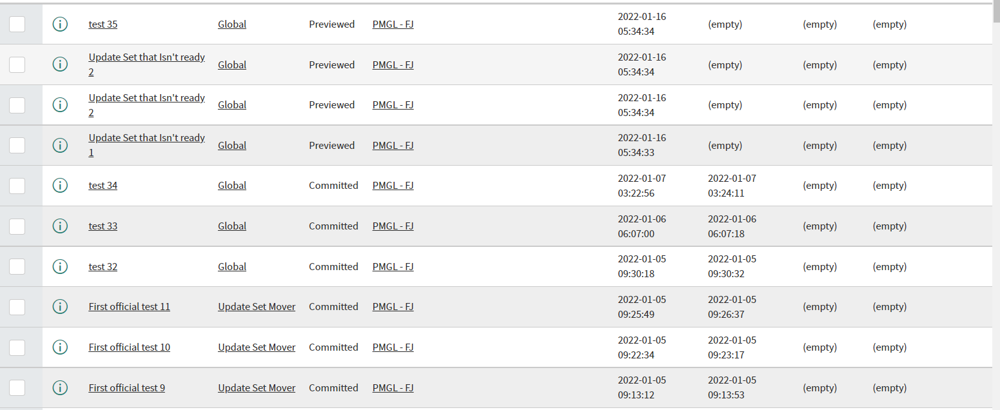 test 35 Global Previewed PMGL - FJ 2022-01-16 05:34:34 (empty) (empty) (empty)
Update Set that Isn't ready 2 Global Previewed PMGL - FJ 2022-01-16 05:34:34 (empty) (empty) (empty)
Update Set that Isn't ready 2 Global Previewed PMGL - FJ 2022-01-16 05:34:34 (empty) (empty) (empty)
Update Set that Isn't ready 1 Global Previewed PMGL - FJ 2022-01-16 05:34:33 (empty) (empty) (empty)
test 34 Global Committed PMGL - FJ 2022-01-07 03:22:56 2022-01-07 03:24:11 (empty) (empty)
test 33 Global Committed PMGL - FJ 2022-01-06 06:07:00 2022-01-06 06:07:18 (empty) (empty)
test 32 Global Committed PMGL - FJ 2022-01-05 09:30:18 2022-01-05 09:30:32 (empty) (empty)
First official test 11 Update Set Mover Committed PMGL - FJ 2022-01-05 09:25:49 2022-01-05 09:26:37 (empty) (empty)
First official test 10 Update Set Mover Committed PMGL - FJ 2022-01-05 09:22:34 2022-01-05 09:23:17 (empty) (empty)
First official test 9 Update Set Mover Committed PMGL - FJ 2022-01-05 09:13:12 2022-01-05 09:13:53 (empty) (empty)